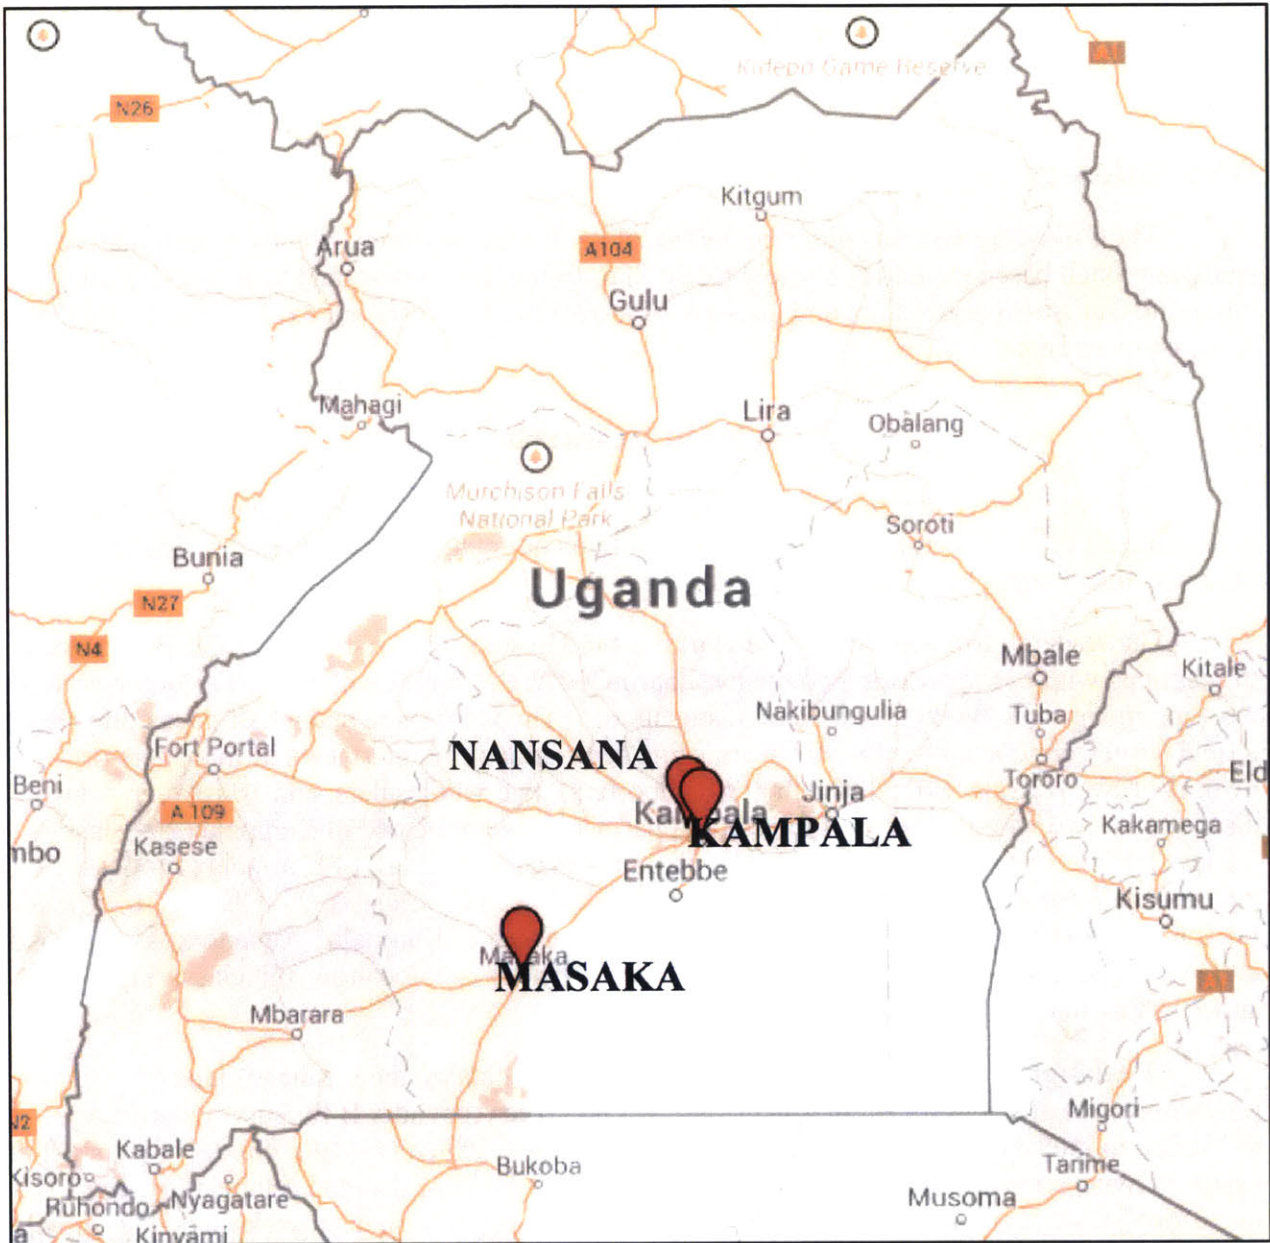 Kidepo Game Reserve
A1
N26
Kitgum
Arua
A104
Gulu
Mahagi
Lira
Obalang
Murchison Falls
National Park
Soroti
Bunia
Uganda
N27
N4
Mbale
Kitale
Nakibungulia
Tuba
Fort Portal
NANSANA
Beni
Jinja
Tororo
Eld
A 109
Kampala
KAMPALA
Kakamega
mbo
Kasese
Entebbe
Kisumu
Masaka
MASAKA
A1
Mbarara
N2
Migori
Kabale
Bukoba
Tarime
Kisoro
Ruhondo
Nyagatare
Musoma
a
Kinyami